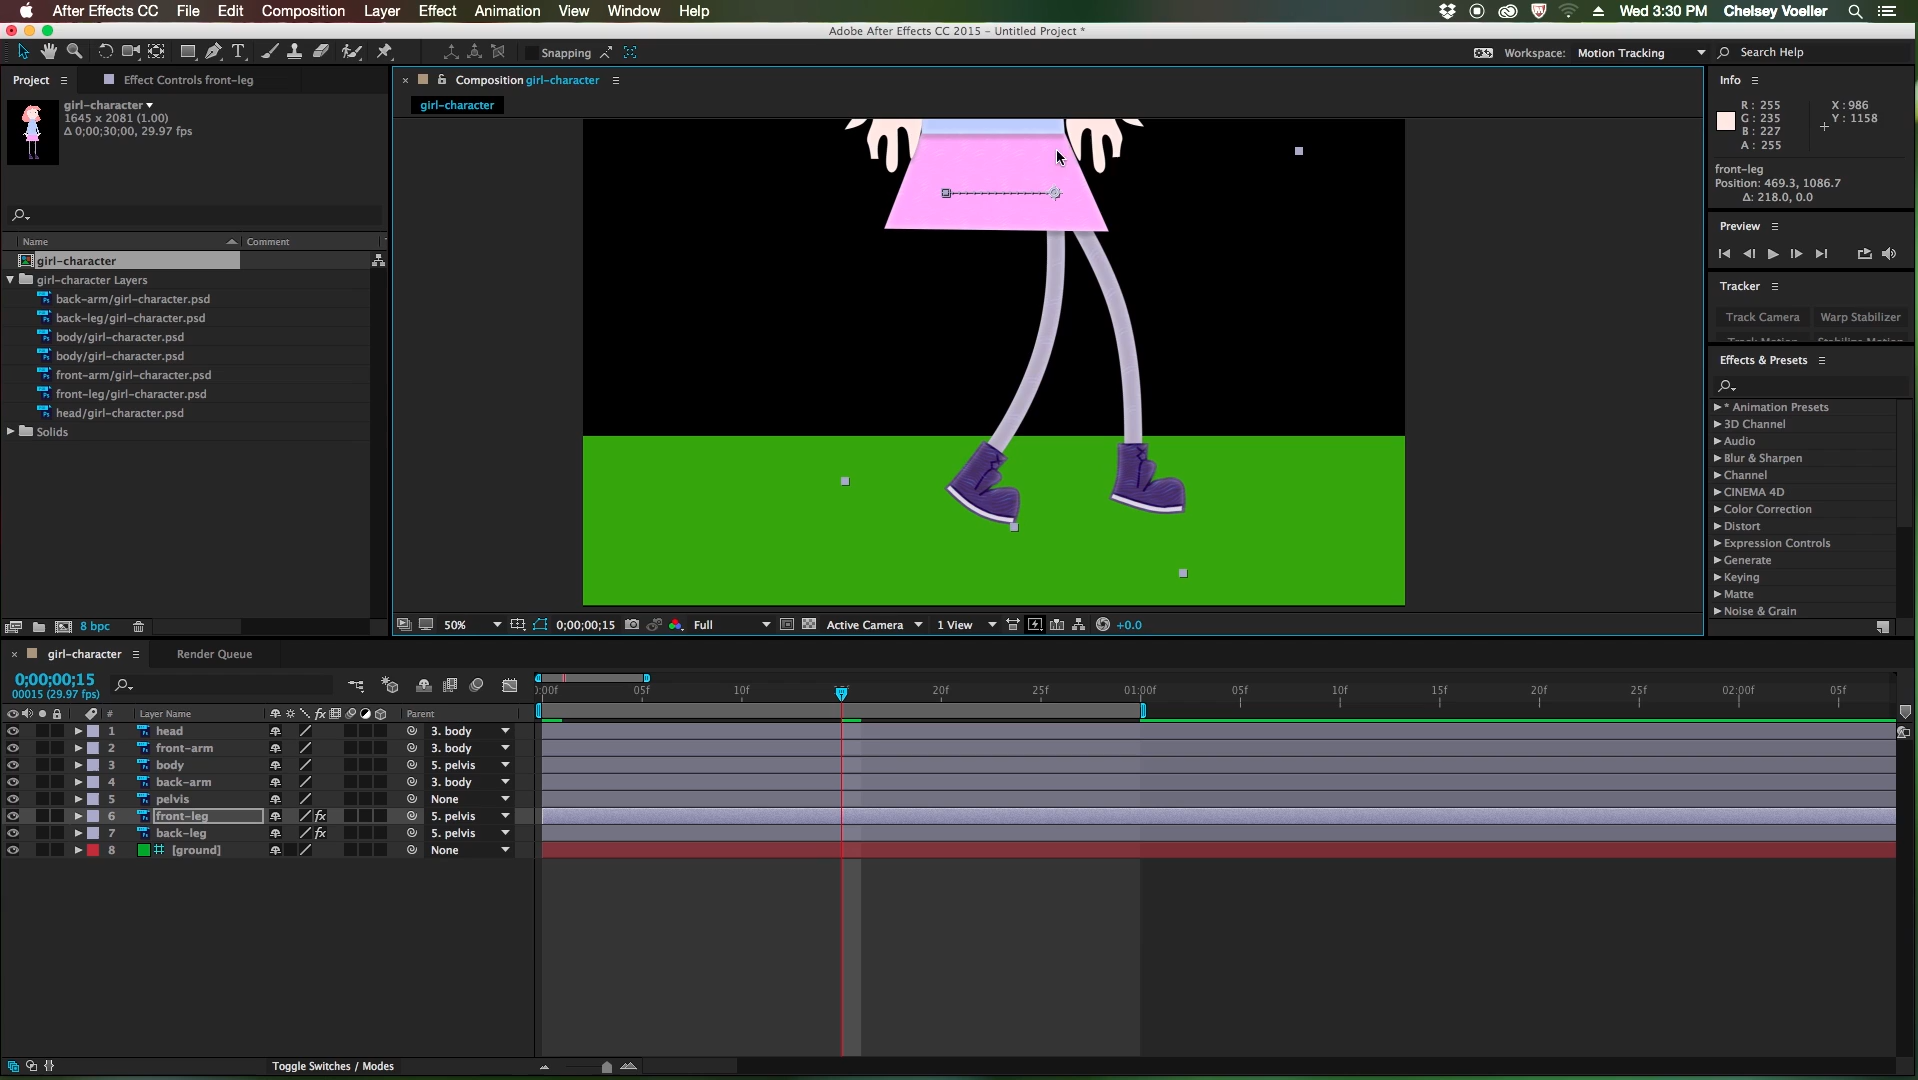 After Effects CC File Edit Composition Layer Effect Animation View Window Help Wed 3:30 PM Chelsey Voeller
Adobe After Effects CC 2015 - Untitled Project *
Snapping Workspace: Motion Tracking Search Help
Project Effect Controls front-leg Composition girl-character Info
girl-character
1645 x 2081 (1.00)
Δ 0;00;30;00, 29.97 fps
girl-character
R: 255 X: 986
G: 235 Y: 1158
B: 227
A: 255
front-leg
Position: 469.3, 1086.7
Δ: 218.0, 0.0
Name Comment
girl-character
girl-character Layers
back-arm/girl-character.psd
back-leg/girl-character.psd
body/girl-character.psd
body/girl-character.psd
front-arm/girl-character.psd
front-leg/girl-character.psd
head/girl-character.psd
Solids
8 bpc
Preview
Tracker
Track Camera Warp Stabilizer
Track Motion Stabilize Motion
Effects & Presets
* Animation Presets
3D Channel
Audio
Blur & Sharpen
Channel
CINEMA 4D
Color Correction
Distort
Expression Controls
Generate
Keying
Matte
Noise & Grain
50% 0;00;00;15 Full Active Camera 1 View +0.0
girl-character Render Queue
0;00;00;15
00015 (29.97 fps)
:00f 05f 10f 20f 25f 01:00f 05f 10f 15f 20f 25f 02:00f 05f
# Layer Name fx Parent
1 head 3. body
2 front-arm 3. body
3 body 5. pelvis
4 back-arm 3. body
5 pelvis None
6 front-leg fx 5. pelvis
7 back-leg fx 5. pelvis
8 [ground] None
Toggle Switches / Modes